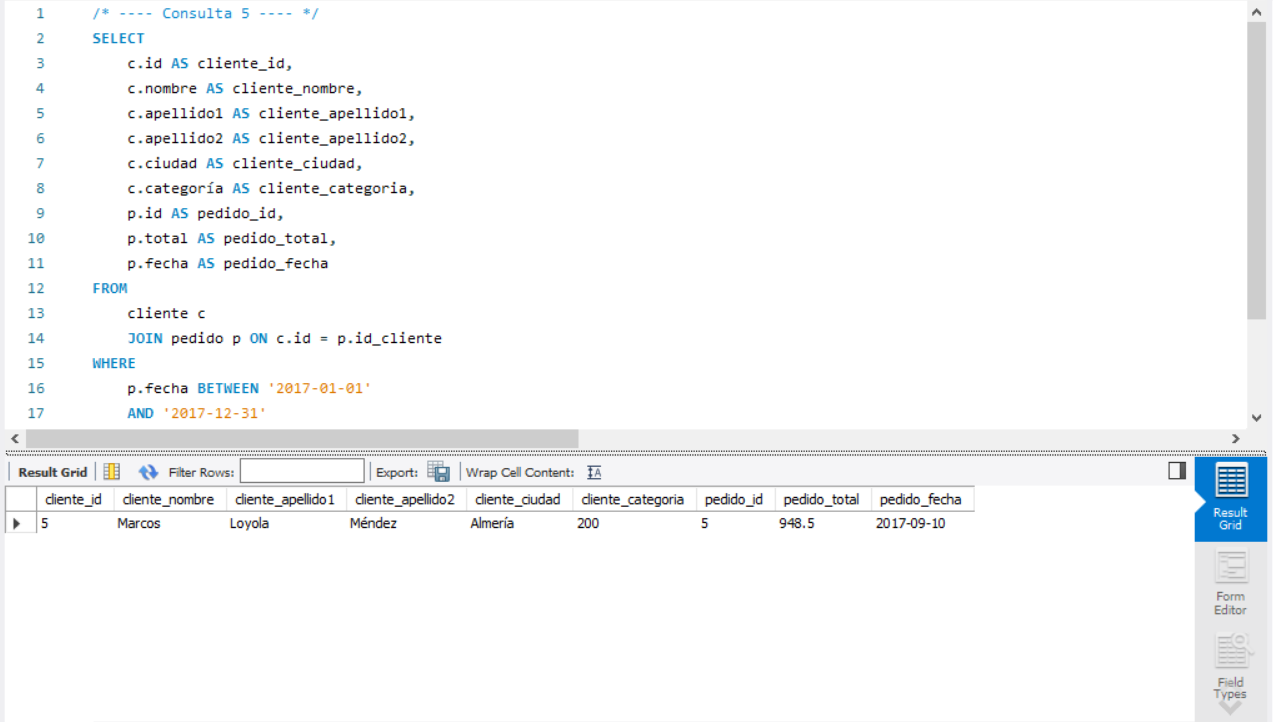 1 /* ---- Consulta 5 ---- */
2 SELECT
3 c.id AS cliente_id,
4 c.nombre AS cliente_nombre,
5 c.apellido1 AS cliente_apellido1,
6 c.apellido2 AS cliente_apellido2,
7 c.ciudad AS cliente_ciudad,
8 c.categoría AS cliente_categoria,
9 p.id AS pedido_id,
10 p.total AS pedido_total,
11 p.fecha AS pedido_fecha
12 FROM
13 cliente c
14 JOIN pedido p ON c.id = p.id_cliente
15 WHERE
16 p.fecha BETWEEN '2017-01-01'
17 AND '2017-12-31'
Result Grid Filter Rows: Export: Wrap Cell Content: IA
cliente_id cliente_nombre cliente_apellido1 cliente_apellido2 cliente_ciudad cliente_categoria pedido_id pedido_total pedido_fecha
5 Marcos Loyola Méndez Almería 200 5 948.5 2017-09-10
Result
Grid
Form
Editor
Field
Types